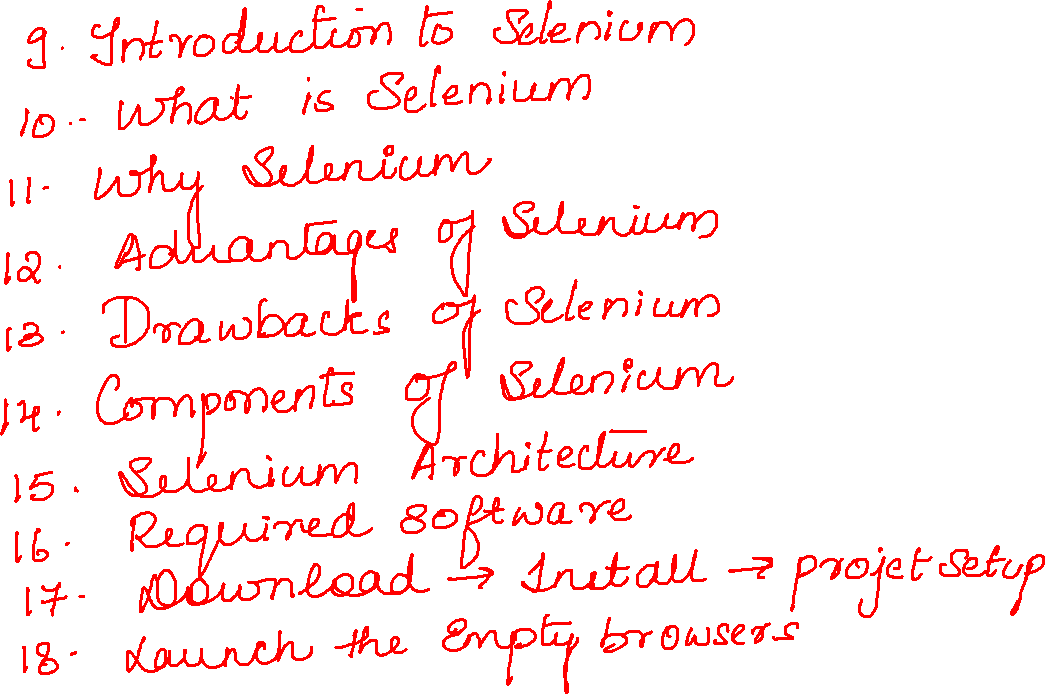 9. Introduction to Selenium
10.. What is Selenium
11. Why Selenium
12. Advantages of Selenium
13. Drawbacks of Selenium
14. Components of Selenium
15. Selenium Architecture
16. Required software
17. Download → Install → projet setup
18. Launch the Empty browsers